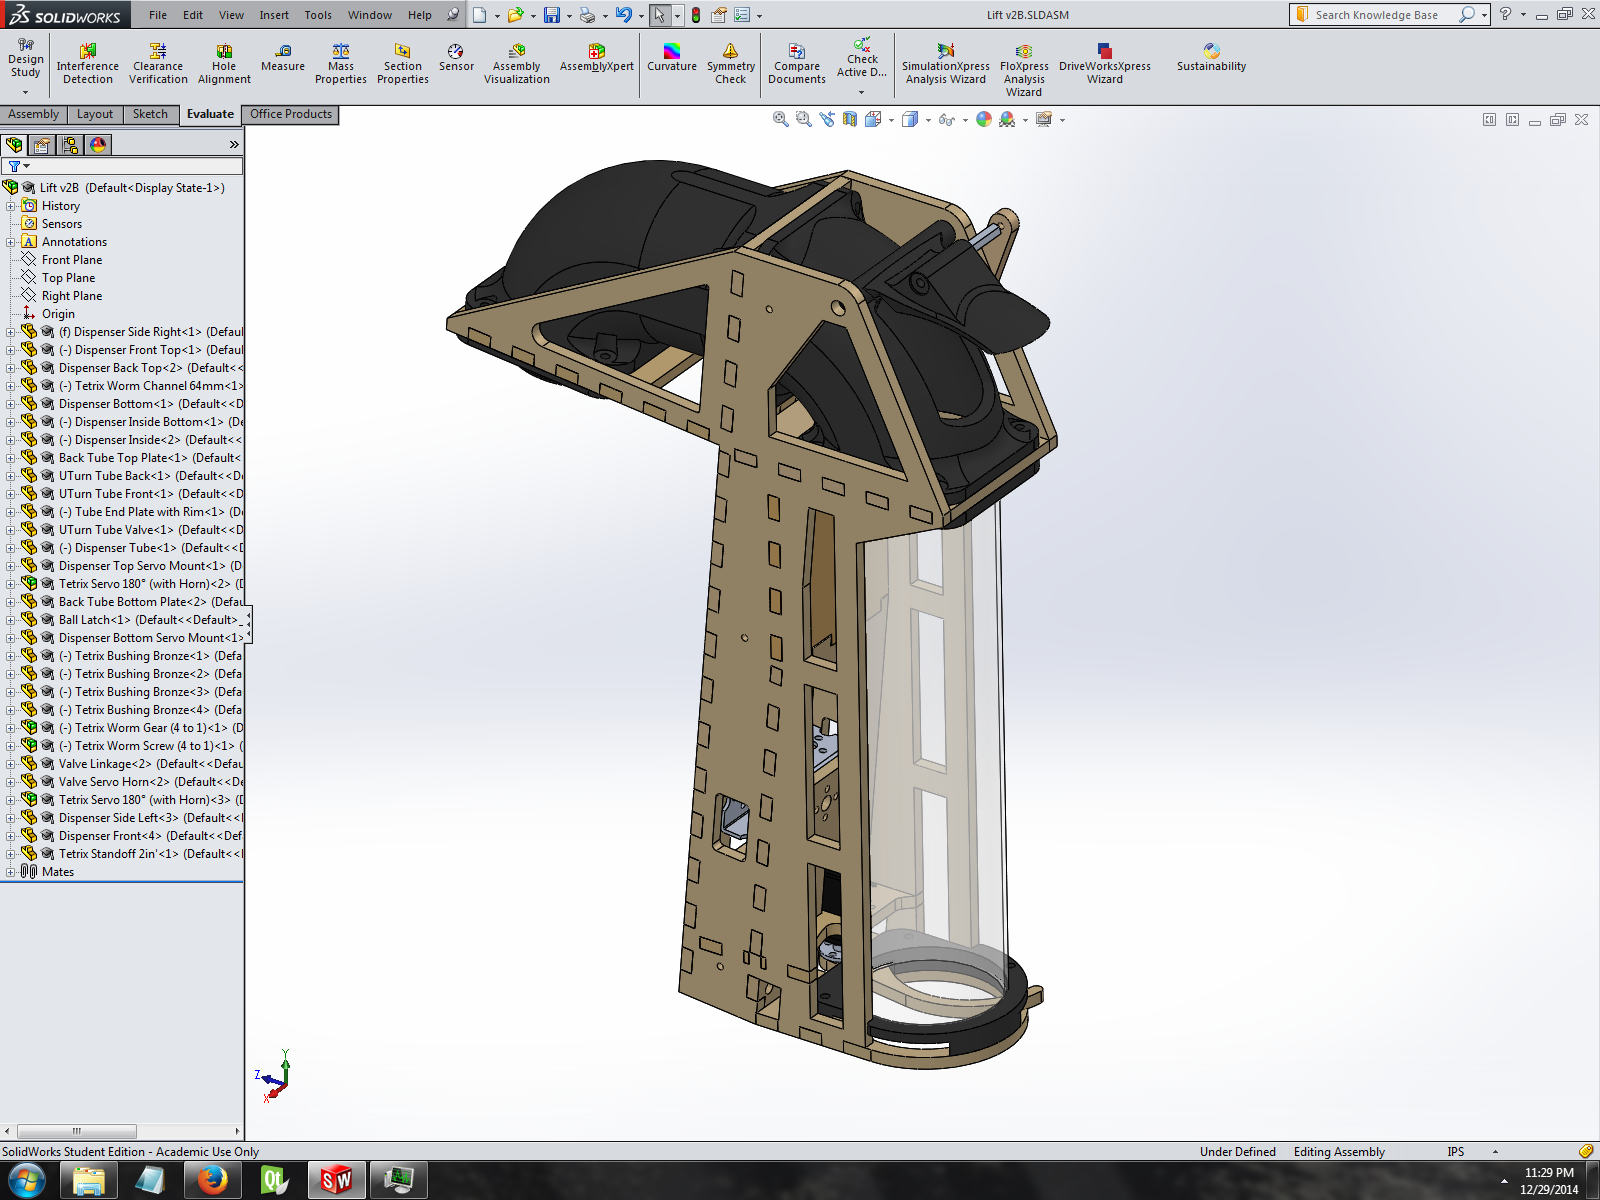 SOLIDWORKS File Edit View Insert Tools Window Help Lift v2B.SLDASM Search Knowledge Base
Design Study
Interference Detection
Clearance Verification
Hole Alignment
Measure
Mass Properties
Section Properties
Sensor
Assembly Visualization
AssemblyXpert
Curvature
Symmetry Check
Compare Documents
Check Active D...
SimulationXpress Analysis Wizard
FloXpress Analysis Wizard
DriveWorksXpress Wizard
Sustainability
Assembly Layout Sketch Evaluate Office Products
Lift v2B (Default<Display State-1>)
History
Sensors
Annotations
Front Plane
Top Plane
Right Plane
Origin
(f) Dispenser Side Right<1> (Defaul
(-) Dispenser Front Top<1> (Defaul
Dispenser Back Top<2> (Default<<
(-) Tetrix Worm Channel 64mm<1>
Dispenser Bottom<1> (Default<<D
(-) Dispenser Inside Bottom<1> (De
(-) Dispenser Inside<2> (Default<<
Back Tube Top Plate<1> (Default<
UTurn Tube Back<1> (Default<<D
UTurn Tube Front<1> (Default<<D
(-) Tube End Plate with Rim<1> (D
UTurn Tube Valve<1> (Default<<D
(-) Dispenser Tube<1> (Default<<D
Dispenser Top Servo Mount<1> (D
Tetrix Servo 180° (with Horn)<2> (D
Back Tube Bottom Plate<2> (Defau
Ball Latch<1> (Default<<Default>_
Dispenser Bottom Servo Mount<1>
(-) Tetrix Bushing Bronze<1> (Defa
(-) Tetrix Bushing Bronze<2> (Defa
(-) Tetrix Bushing Bronze<3> (Defa
(-) Tetrix Bushing Bronze<4> (Defa
(-) Tetrix Worm Gear (4 to 1)<1> (D
(-) Tetrix Worm Screw (4 to 1)<1> (
Valve Linkage<2> (Default<<Defau
Valve Servo Horn<2> (Default<<De
Tetrix Servo 180° (with Horn)<3> (D
Dispenser Side Left<3> (Default<<
Dispenser Front<4> (Default<<Def
Tetrix Standoff 2in'<1> (Default<<
Mates
Y
Z
X
SolidWorks Student Edition - Academic Use Only Under Defined Editing Assembly IPS
Qt SW
11:29 PM
12/29/2014